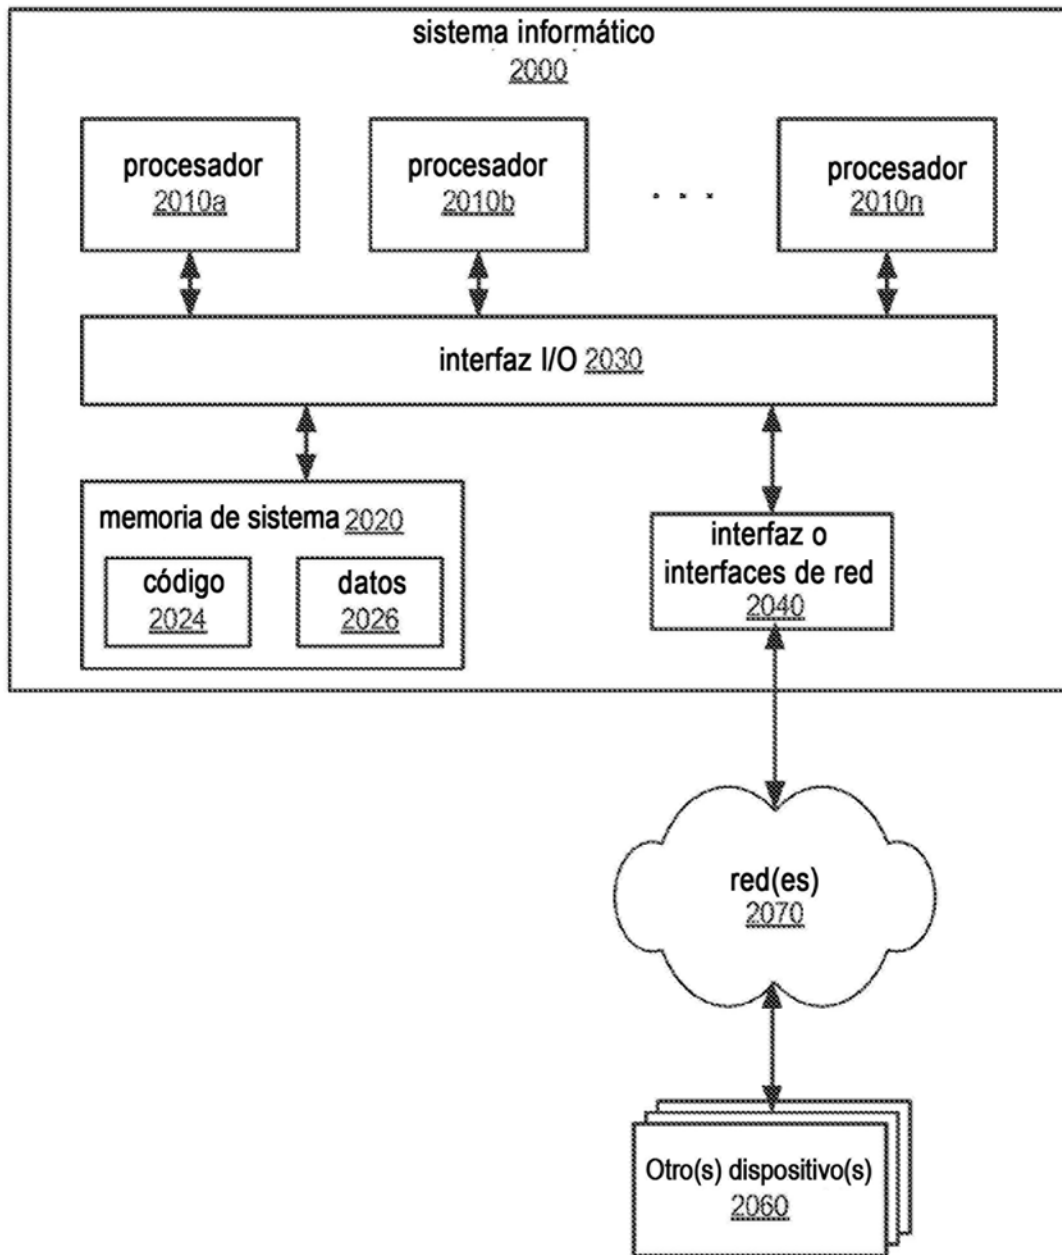 sistema informático
2000
procesador
2010a
procesador
2010b
. . .
procesador
2010n
interfaz I/O 2030
memoria de sistema 2020
código
2024
datos
2026
interfaz o
interfaces de red
2040
red(es)
2070
Otro(s) dispositivo(s)
2060